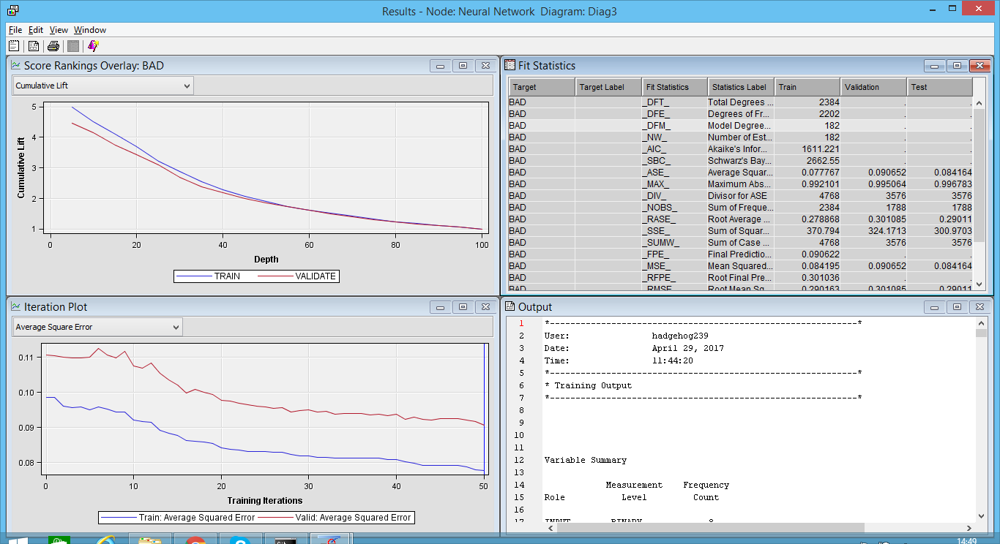 Results - Node: Neural Network Diagram: Diag3
File Edit View Window
Score Rankings Overlay: BAD
Cumulative Lift
Cumulative Lift
5
4
3
2
1
0 20 40 60 80 100
Depth
TRAIN VALIDATE
Fit Statistics
Target Target Label Fit Statistics Statistics Label Train Validation Test
BAD _DFT_ Total Degrees ... 2384 . .
BAD _DFE_ Degrees of Fr... 2202 . .
BAD _DFM_ Model Degree... 182 . .
BAD _NW_ Number of Est... 182 . .
BAD _AIC_ Akaike's Infor... 1611.221 . .
BAD _SBC_ Schwarz's Bay... 2662.55 . .
BAD _ASE_ Average Squar... 0.077767 0.090652 0.084164
BAD _MAX_ Maximum Abs... 0.992101 0.995064 0.996783
BAD _DIV_ Divisor for ASE 4768 3576 3576
BAD _NOBS_ Sum of Freque... 2384 1788 1788
BAD _RASE_ Root Average ... 0.278868 0.301085 0.29011
BAD _SSE_ Sum of Squar... 370.794 324.1713 300.9703
BAD _SUMW_ Sum of Case ... 4768 3576 3576
BAD _FPE_ Final Predictio... 0.090622 . .
BAD _MSE_ Mean Squared... 0.084195 0.090652 0.084164
BAD _RFPE_ Root Final Pre... 0.301036 . .
BAD _RMSE_ Root Mean Sq... 0.290163 0.301085 0.29011
Iteration Plot
Average Square Error
0.11
0.10
0.09
0.08
0 10 20 30 40 50
Training Iterations
Train: Average Squared Error Valid: Average Squared Error
Output
1 *------------------------------------------------------------*
2 User: hadgehog239
3 Date: April 29, 2017
4 Time: 11:44:20
5 *------------------------------------------------------------*
6 * Training Output
7 *------------------------------------------------------------*
8
9
10
11
12 Variable Summary
13
14 Measurement Frequency
15 Role Level Count
16
17 INPUT BINARY 8
14:49